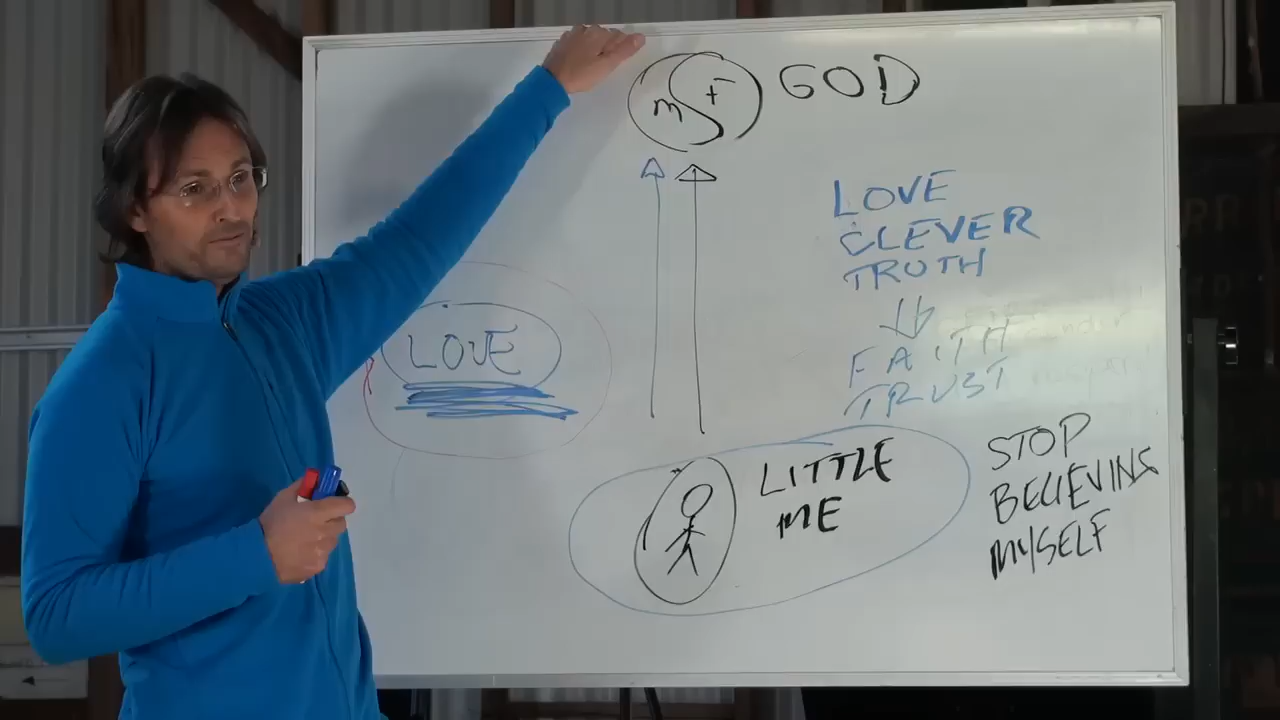 M F GOD
LOVE
CLEVER
TRUTH
FAITH
TRUST
LOVE
LITTLE
ME
STOP
BELIEVING
MYSELF